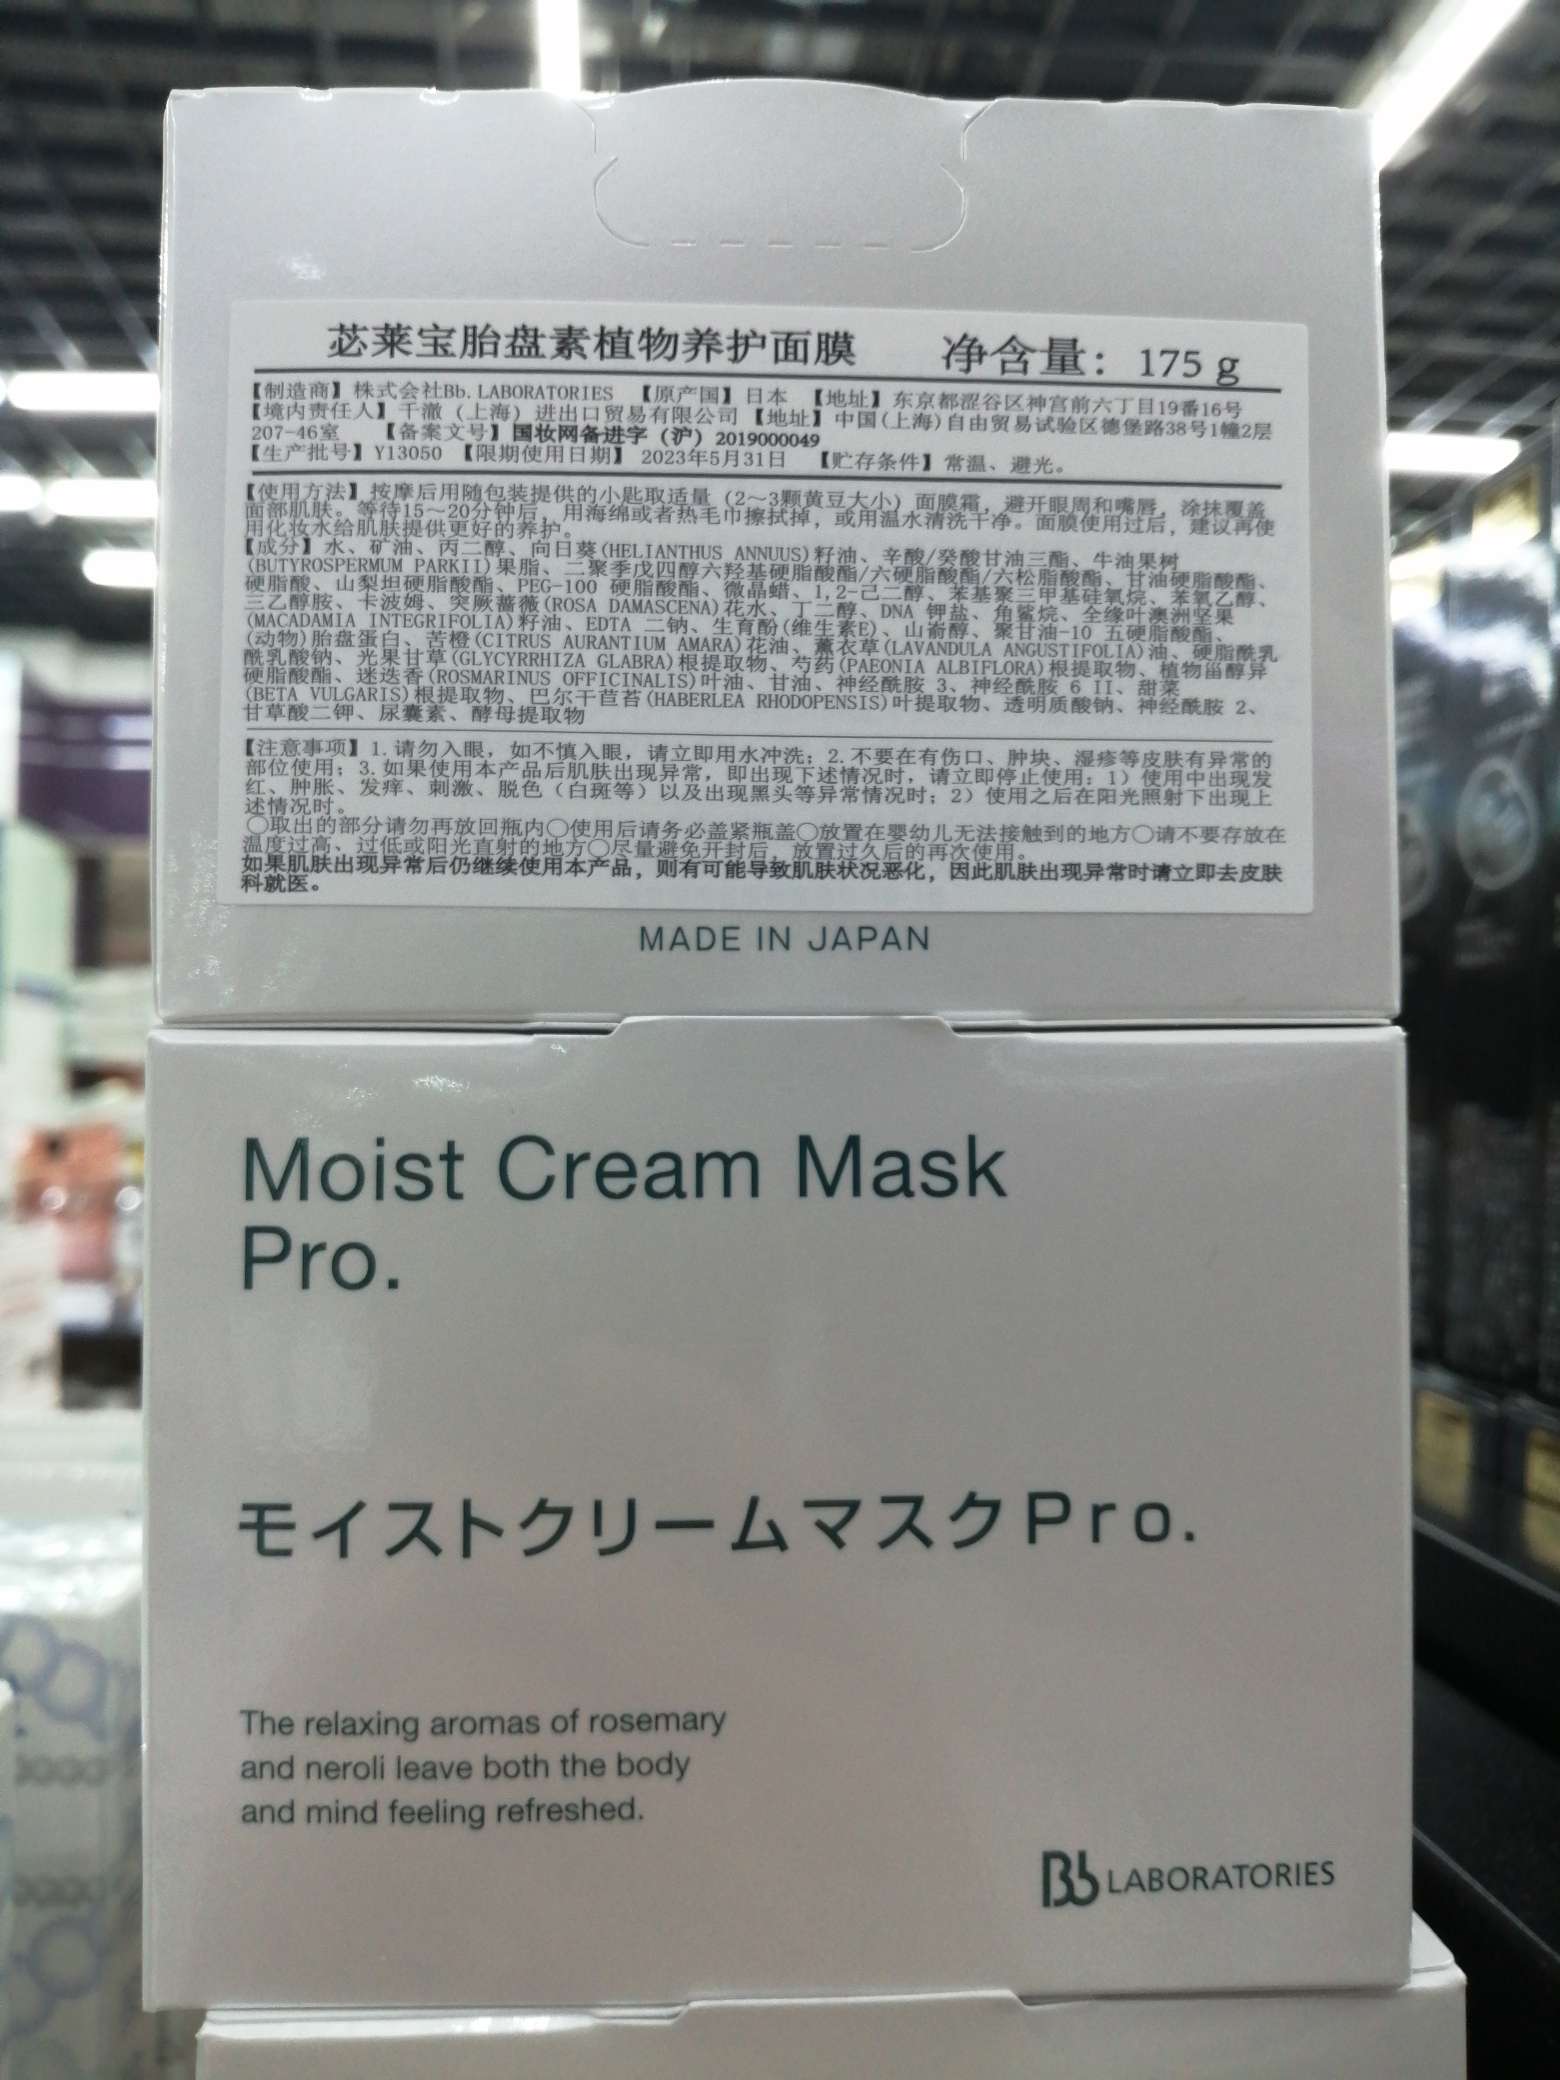 苾莱宝胎盘素植物养护面膜 净含量：175 g
【制造商】株式会社Bb. LABORATORIES 【原产国】日本 【地址】东京都涩谷区神宫前六丁目19番16号
【境内责任人】千澈（上海）进出口贸易有限公司【地址】中国(上海)自由贸易试验区德堡路38号1幢2层
207-46室 【备案文号】国妆网备进字（沪）2019000049
【生产批号】Y13050 【限期使用日期】 2023年5月31日 【贮存条件】常温、避光。
【使用方法】按摩后用随包装提供的小匙取适量（2～3颗黄豆大小）面膜霜，避开眼周和嘴唇，涂抹覆盖
面部肌肤。等待15～20分钟后，用海绵或者热毛巾擦拭掉，或用温水清洗干净。面膜使用过后，建议再使
用化妆水给肌肤提供更好的养护。
【成分】水、矿油、丙二醇、向日葵(HELIANTHUS ANNUUS)籽油、辛酸/癸酸甘油三酯、牛油果树
(BUTYROSPERMUM PARKII)果脂、二聚季戊四醇六羟基硬脂酸酯/六硬脂酸酯/六松脂酸酯、甘油硬脂酸酯、
硬脂酸、山梨坦硬脂酸酯、PEG-100 硬脂酸酯、微晶蜡、1,2-己二醇、苯基聚三甲基硅氧烷、苯氧乙醇、
三乙醇胺、卡波姆、突厥蔷薇(ROSA DAMASCENA)花水、丁二醇、DNA 钾盐、角鲨烷、全缘叶澳洲坚果
(MACADAMIA INTEGRIFOLIA)籽油、EDTA 二钠、生育酚(维生素E)、山嵛醇、聚甘油-10 五硬脂酸酯、
(动物)胎盘蛋白、苦橙(CITRUS AURANTIUM AMARA)花油、薰衣草(LAVANDULA ANGUSTIFOLIA)油、硬脂酰乳
酰乳酸钠、光果甘草(GLYCYRRHIZA GLABRA)根提取物、芍药(PAEONIA ALBIFLORA)根提取物、植物甾醇异
硬脂酸酯、迷迭香(ROSMARINUS OFFICINALIS)叶油、甘油、神经酰胺 3、神经酰胺 6 II、甜菜
(BETA VULGARIS)根提取物、巴尔干苣苔(HABERLEA RHODOPENSIS)叶提取物、透明质酸钠、神经酰胺 2、
甘草酸二钾、尿囊素、酵母提取物
【注意事项】1.请勿入眼，如不慎入眼，请立即用水冲洗；2.不要在有伤口、肿块、湿疹等皮肤有异常的
部位使用；3.如果使用本产品后肌肤出现异常，即出现下述情况时，请立即停止使用：1）使用中出现发
红、肿胀、发痒、刺激、脱色（白斑等）以及出现黑头等异常情况时；2）使用之后在阳光照射下出现上
述情况时。
○取出的部分请勿再放回瓶内○使用后请务必盖紧瓶盖○放置在婴幼儿无法接触到的地方○请不要存放在
温度过高、过低或阳光直射的地方○尽量避免开封后，放置过久后的再次使用。
如果肌肤出现异常后仍继续使用本产品，则有可能导致肌肤状况恶化，因此肌肤出现异常时请立即去皮肤
科就医。
MADE IN JAPAN
Moist Cream Mask
Pro.
モイストクリームマスクPro.
The relaxing aromas of rosemary
and neroli leave both the body
and mind feeling refreshed.
Bb LABORATORIES